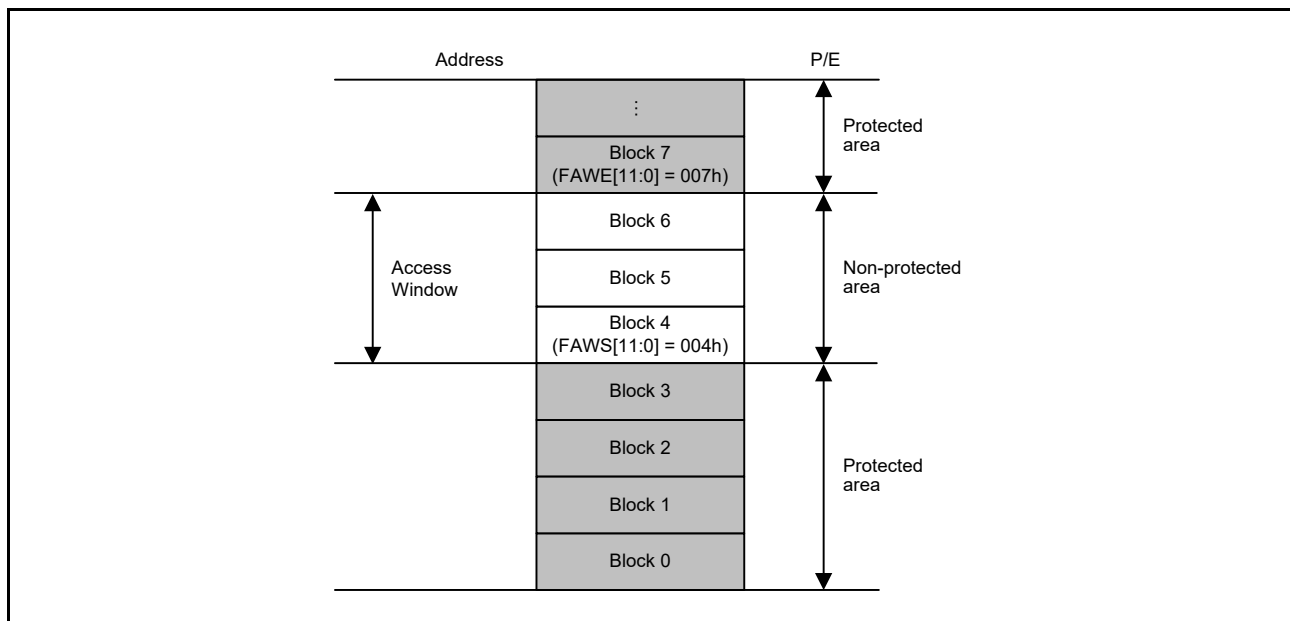 Address
P/E
⋮
Protected
area
Block 7
(FAWE[11:0] = 007h)
Block 6
Access
Window
Block 5
Non-protected
area
Block 4
(FAWS[11:0] = 004h)
Block 3
Block 2
Protected
area
Block 1
Block 0